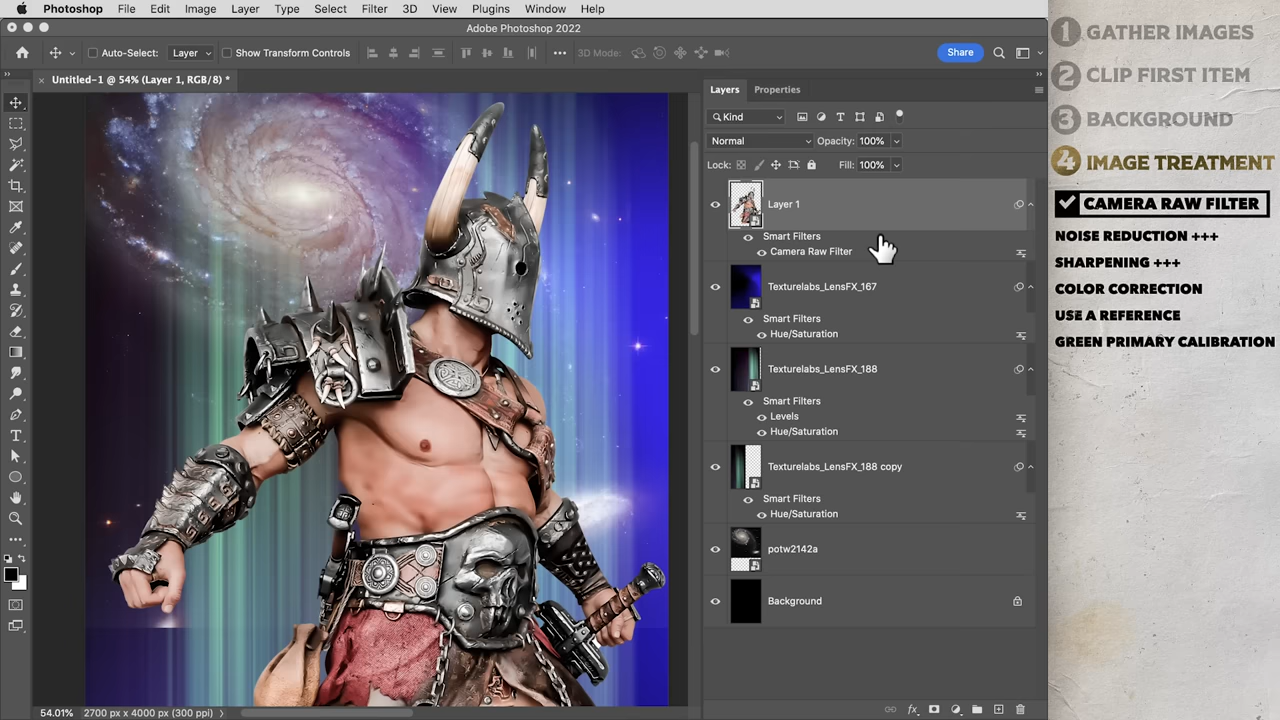 Photoshop File Edit Image Layer Type Select Filter 3D View Plugins Window Help
Adobe Photoshop 2022
Auto-Select: Layer Show Transform Controls 3D Mode: Share
Untitled-1 @ 54% (Layer 1, RGB/8) *
Layers Properties
Kind
Normal Opacity: 100%
Lock: Fill: 100%
Layer 1
Smart Filters
Camera Raw Filter
Texturelabs_LensFX_167
Smart Filters
Hue/Saturation
Texturelabs_LensFX_188
Smart Filters
Levels
Hue/Saturation
Texturelabs_LensFX_188 copy
Smart Filters
Hue/Saturation
potw2142a
Background
54.01% 2700 px x 4000 px (300 ppi)
1 GATHER IMAGES
2 CLIP FIRST ITEM
3 BACKGROUND
4 IMAGE TREATMENT
CAMERA RAW FILTER
NOISE REDUCTION +++
SHARPENING +++
COLOR CORRECTION
USE A REFERENCE
GREEN PRIMARY CALIBRATION